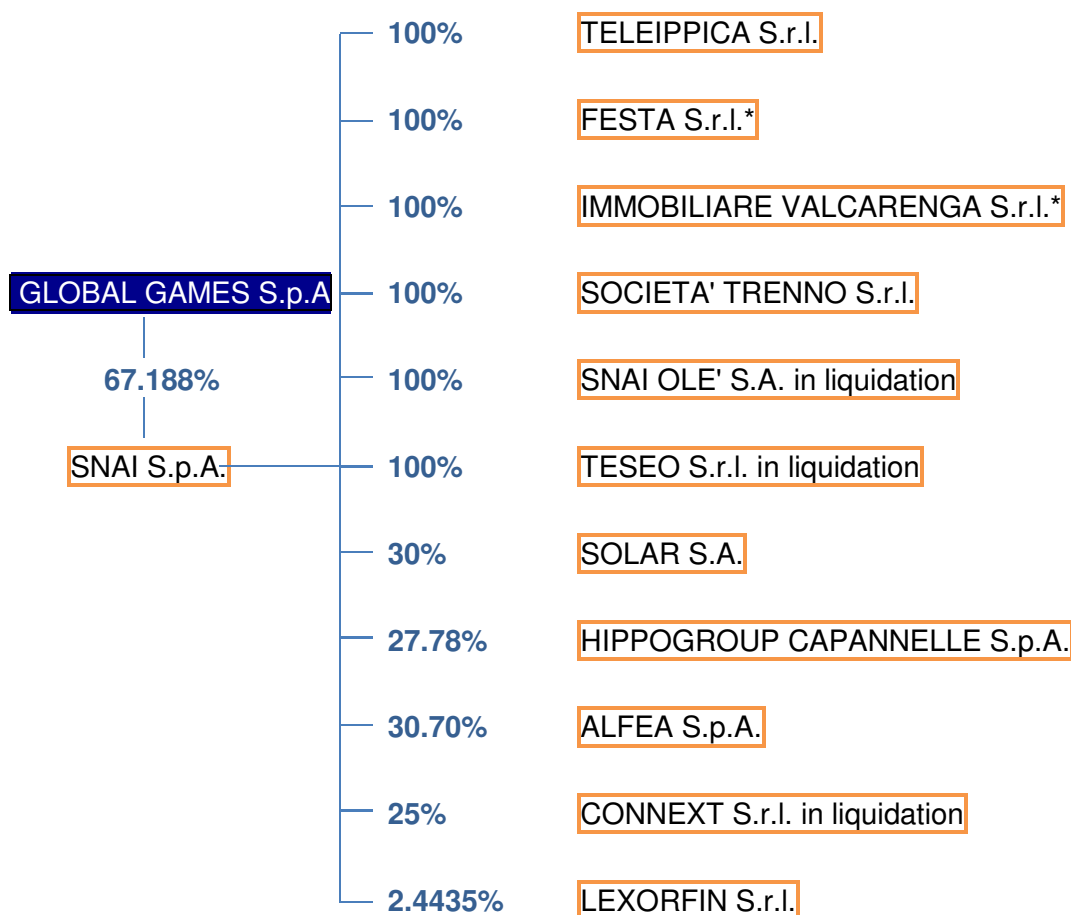 100% TELEIPPICA S.r.l.
100% FESTA S.r.l.*
100% IMMOBILIARE VALCARENGA S.r.l.*
GLOBAL GAMES S.p.A 100% SOCIETA' TRENNO S.r.l.
67.188% 100% SNAI OLE' S.A. in liquidation
SNAI S.p.A. 100% TESEO S.r.l. in liquidation
30% SOLAR S.A.
27.78% HIPPOGROUP CAPANNELLE S.p.A.
30.70% ALFEA S.p.A.
25% CONNEXT S.r.l. in liquidation
2.4435% LEXORFIN S.r.l.